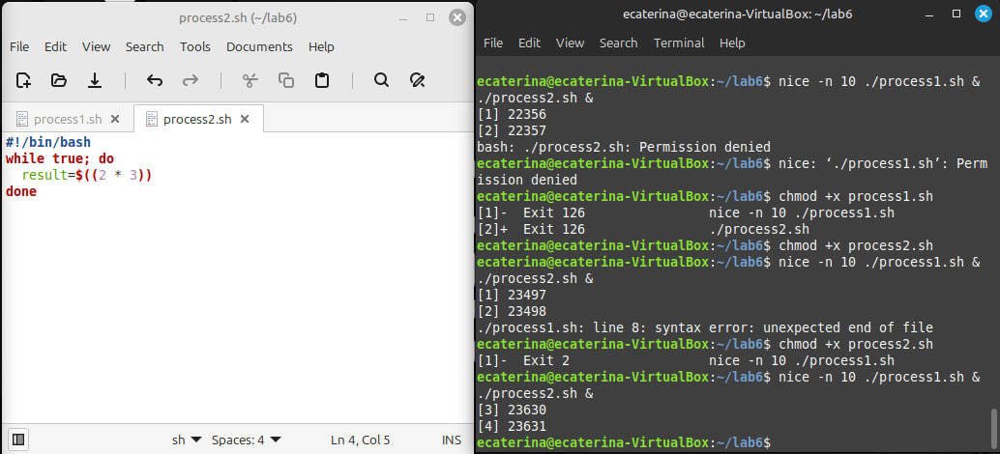 process2.sh (~/lab6)
File Edit View Search Tools Documents Help
process1.sh
process2.sh
#!/bin/bash
while true; do
  result=$((2 * 3))
done
sh Spaces: 4 Ln 4, Col 5 INS
ecaterina@ecaterina-VirtualBox: ~/lab6
File Edit View Search Terminal Help
ecaterina@ecaterina-VirtualBox:~/lab6$ nice -n 10 ./process1.sh &
./process2.sh &
[1] 22356
[2] 22357
bash: ./process2.sh: Permission denied
ecaterina@ecaterina-VirtualBox:~/lab6$ nice: ‘./process1.sh’: Perm
ission denied
ecaterina@ecaterina-VirtualBox:~/lab6$ chmod +x process1.sh
[1]-  Exit 126                nice -n 10 ./process1.sh
[2]+  Exit 126                ./process2.sh
ecaterina@ecaterina-VirtualBox:~/lab6$ chmod +x process2.sh
ecaterina@ecaterina-VirtualBox:~/lab6$ nice -n 10 ./process1.sh &
./process2.sh &
[1] 23497
[2] 23498
./process1.sh: line 8: syntax error: unexpected end of file
ecaterina@ecaterina-VirtualBox:~/lab6$ chmod +x process2.sh
[1]-  Exit 2                  nice -n 10 ./process1.sh
ecaterina@ecaterina-VirtualBox:~/lab6$ nice -n 10 ./process1.sh &
./process2.sh &
[3] 23630
[4] 23631
ecaterina@ecaterina-VirtualBox:~/lab6$